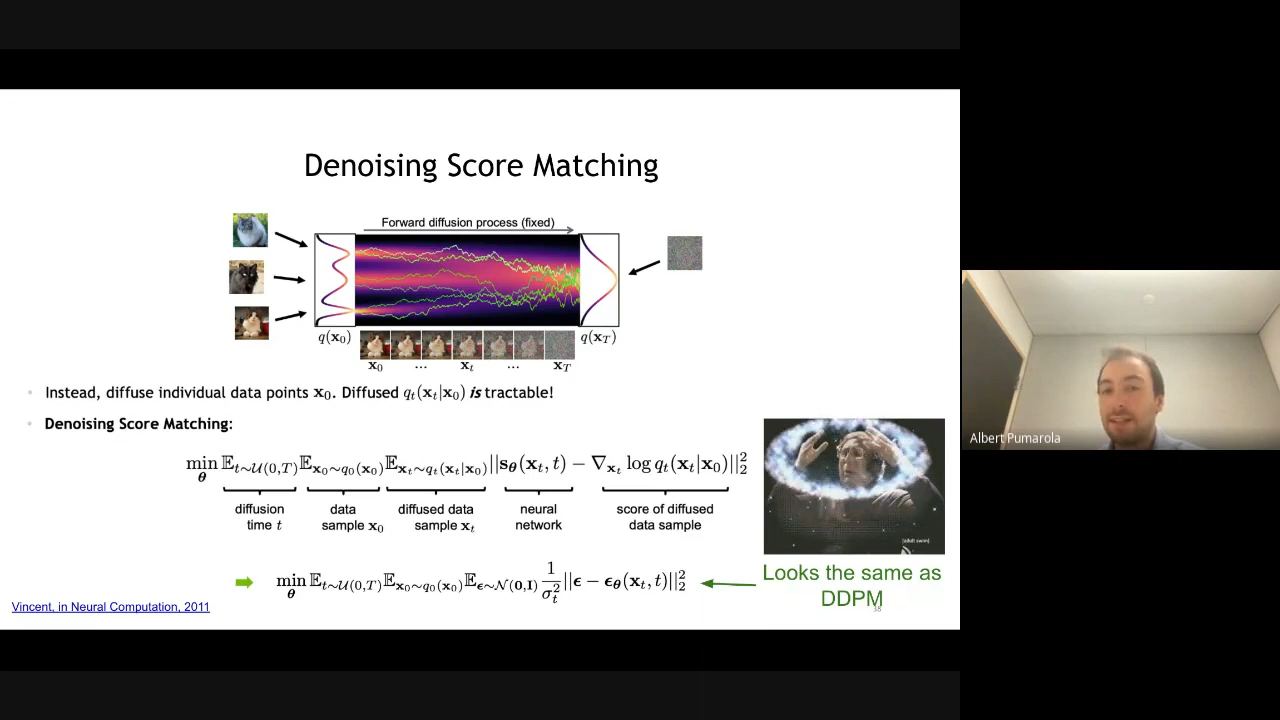 Denoising Score Matching
Forward diffusion process (fixed)
q(x₀)
q(x_T)
x₀ ... x_t ... x_T
• Instead, diffuse individual data points x₀. Diffused q_t(x_t|x₀) is tractable!
• Denoising Score Matching:
min_θ 𝔼_{t∼𝒰(0,T)}𝔼_{x₀∼q₀(x₀)}𝔼_{x_t∼q_t(x_t|x₀)}||s_θ(x_t, t) − ∇_{x_t} log q_t(x_t|x₀)||²₂
diffusion time t
data sample x₀
diffused data sample x_t
neural network
score of diffused data sample
[adult swim]
min_θ 𝔼_{t∼𝒰(0,T)}𝔼_{x₀∼q₀(x₀)}𝔼_{ϵ∼𝒩(0,I)} 1/σ²_t ||ϵ − ϵ_θ(x_t, t)||²₂
Looks the same as
DDPM
Vincent, in Neural Computation, 2011
38
Albert Pumarola